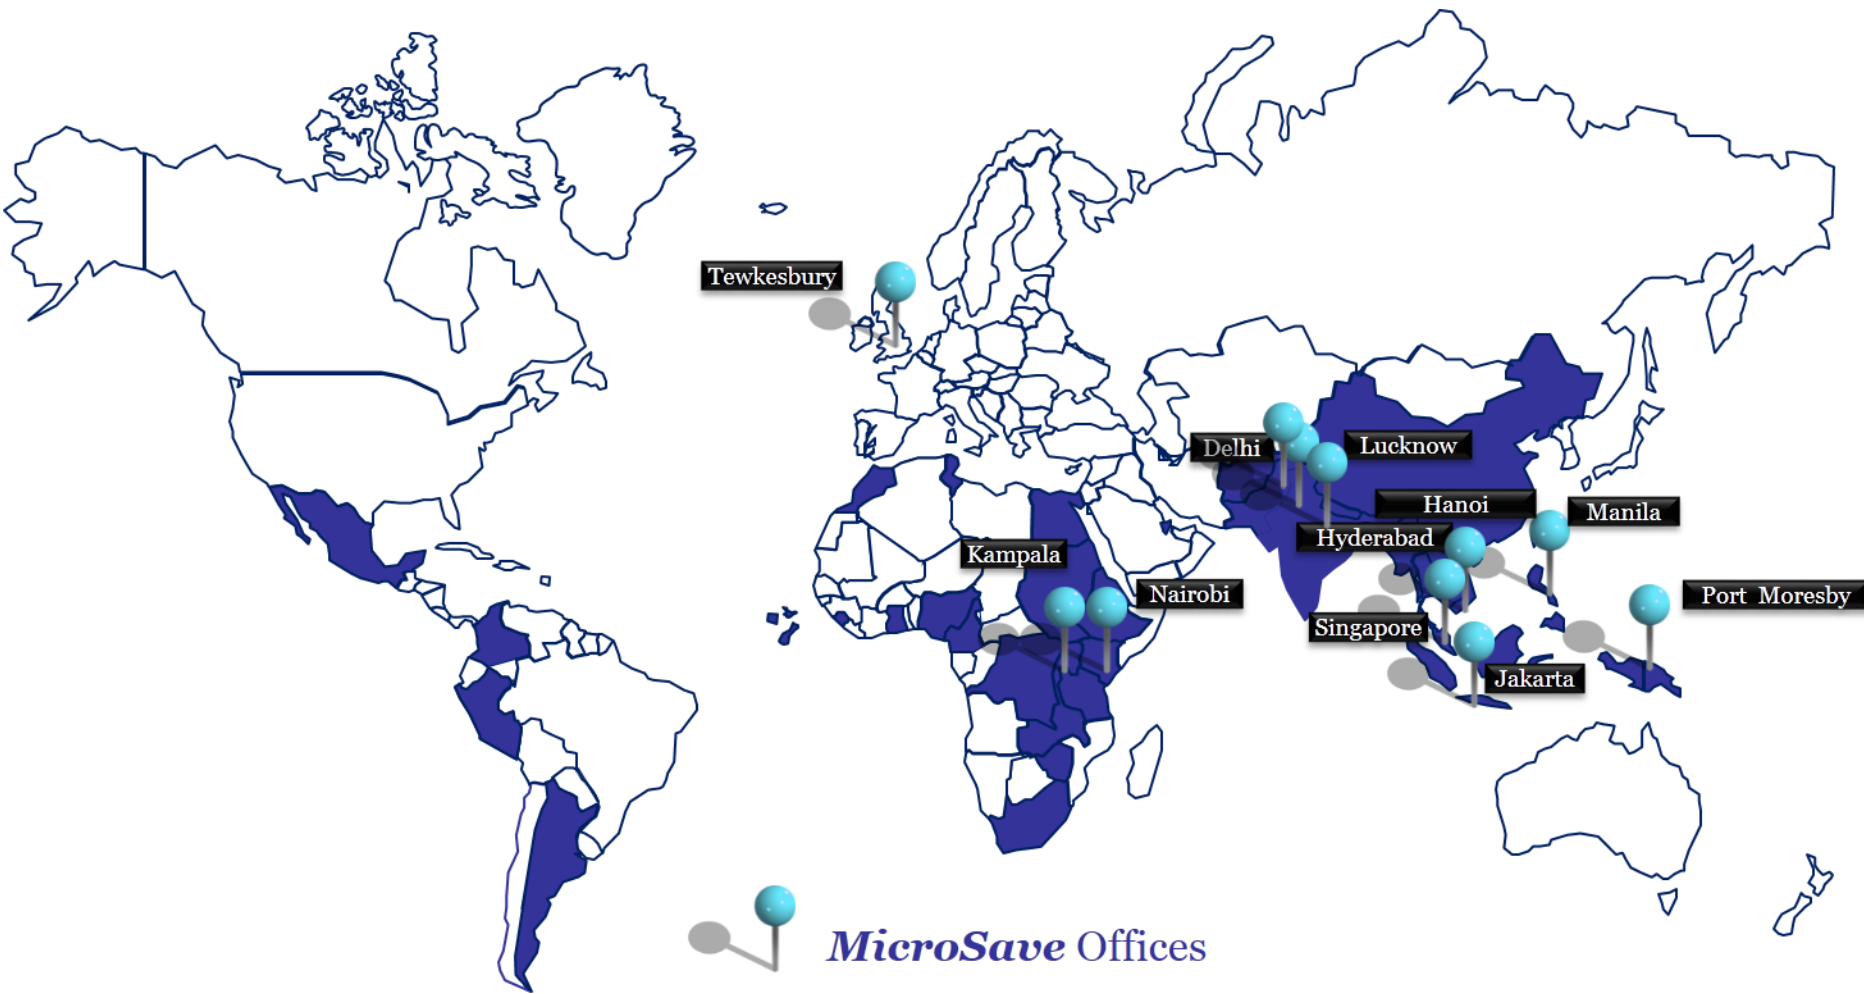 Tewkesbury
Delhi
Lucknow
Hanoi
Manila
Hyderabad
Kampala
Nairobi
Port Moresby
Singapore
Jakarta
MicroSave Offices